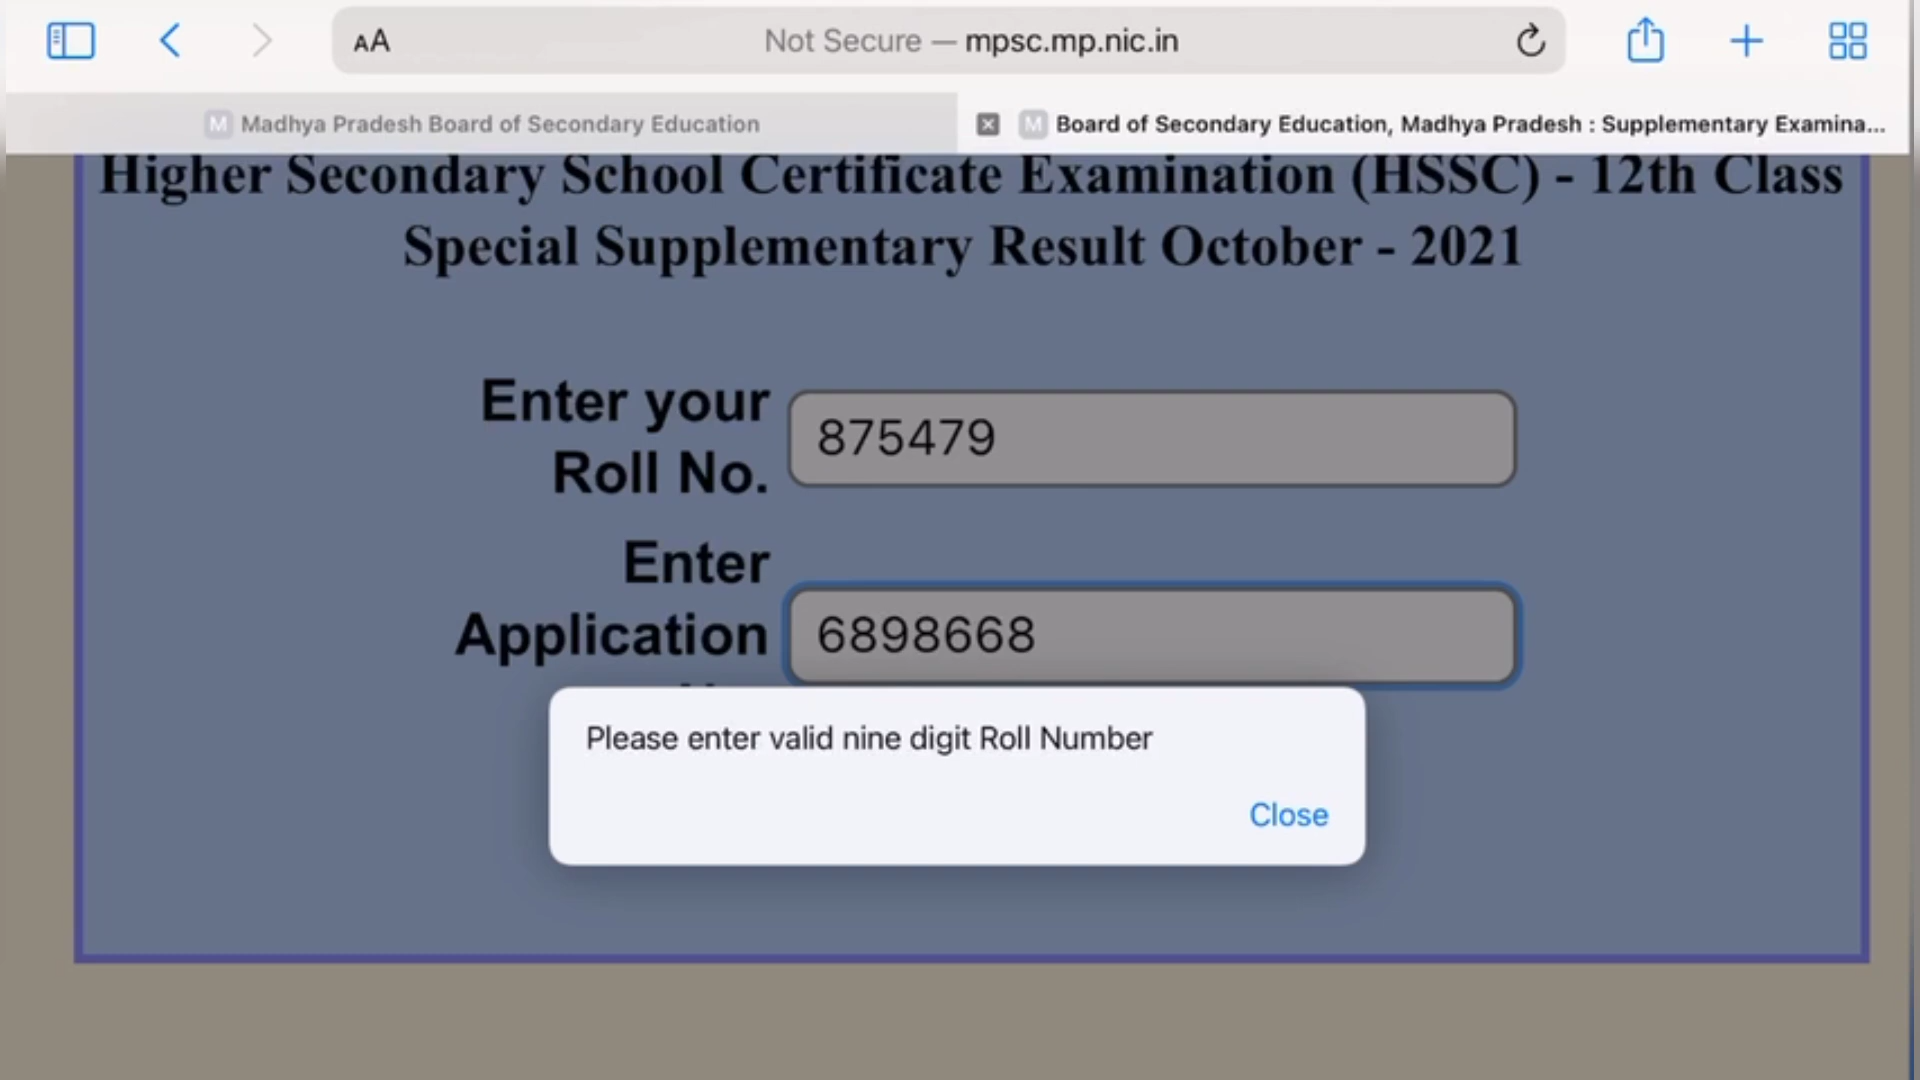 AA
Not Secure — mpsc.mp.nic.in
M Madhya Pradesh Board of Secondary Education
M Board of Secondary Education, Madhya Pradesh : Supplementary Examina...
Higher Secondary School Certificate Examination (HSSC) - 12th Class
Special Supplementary Result October - 2021
Enter your
Roll No.
875479
Enter
Application
6898668
Please enter valid nine digit Roll Number
Close